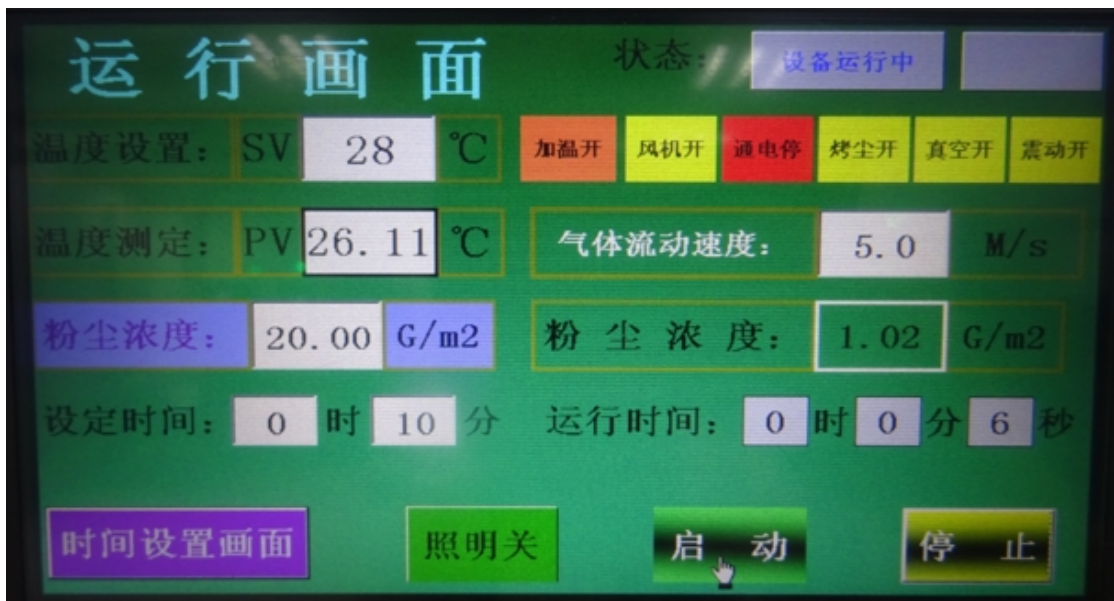 运行画面 状态: 设备运行中
温度设置: SV 28 ℃ 加温开 风机开 通电停 烤尘开 真空开 震动开
温度测定: PV 26.11 ℃ 气体流动速度: 5.0 M/s
粉尘浓度: 20.00 G/m2 粉尘浓度: 1.02 G/m2
设定时间: 0 时 10 分 运行时间: 0 时 0 分 6 秒
时间设置画面 照明关 启动 停止